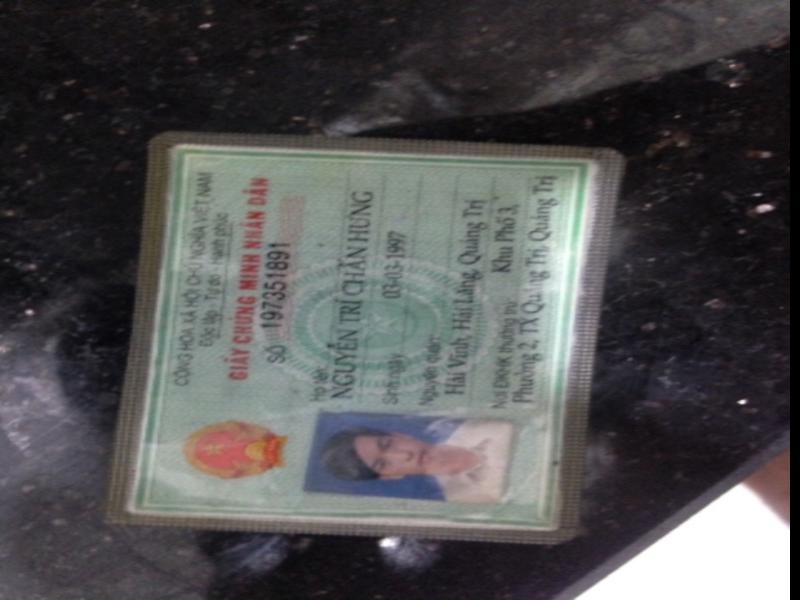 CỘNG HÒA XÃ HỘI CHỦ NGHĨA VIỆT NAM
Độc lập - Tự do - Hạnh phúc
GIẤY CHỨNG MINH NHÂN DÂN
SỐ 197351891
Họ tên:
NGUYỄN TRÍ CHẤN HƯNG
Sinh ngày 03-03-1997
Nguyên quán:
Hải Vĩnh, Hải Lăng, Quảng Trị
Nơi ĐKHK thường trú: Khu Phố 3,
Phường 2, TX Quảng Trị, Quảng Trị